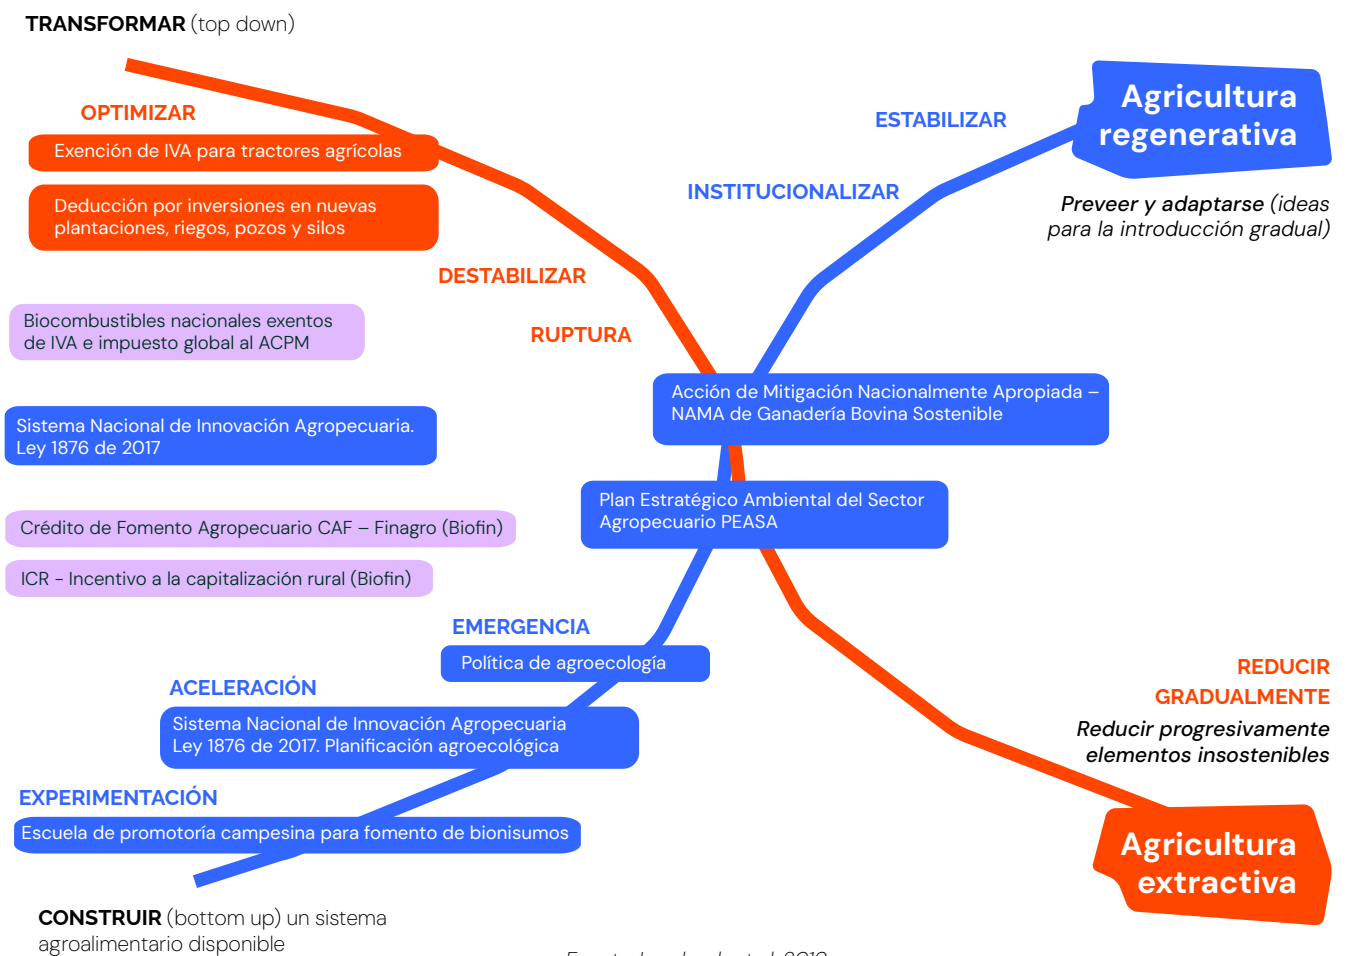 TRANSFORMAR (top down)
OPTIMIZAR
Exención de IVA para tractores agrícolas
Deducción por inversiones en nuevas
plantaciones, riegos, pozos y silos
DESTABILIZAR
RUPTURA
Biocombustibles nacionales exentos
de IVA e impuesto global al ACPM
Sistema Nacional de Innovación Agropecuaria.
Ley 1876 de 2017
Crédito de Fomento Agropecuario CAF – Finagro (Biofin)
ICR - Incentivo a la capitalización rural (Biofin)
ESTABILIZAR
INSTITUCIONALIZAR
Agricultura
regenerativa
Preveer y adaptarse (ideas
para la introducción gradual)
Acción de Mitigación Nacionalmente Apropiada –
NAMA de Ganadería Bovina Sostenible
Plan Estratégico Ambiental del Sector
Agropecuario PEASA
EMERGENCIA
Política de agroecología
ACELERACIÓN
Sistema Nacional de Innovación Agropecuaria
Ley 1876 de 2017. Planificación agroecológica
EXPERIMENTACIÓN
Escuela de promotoría campesina para fomento de bionisumos
REDUCIR
GRADUALMENTE
Reducir progresivamente
elementos insostenibles
Agricultura
extractiva
CONSTRUIR (bottom up) un sistema
agroalimentario disponible